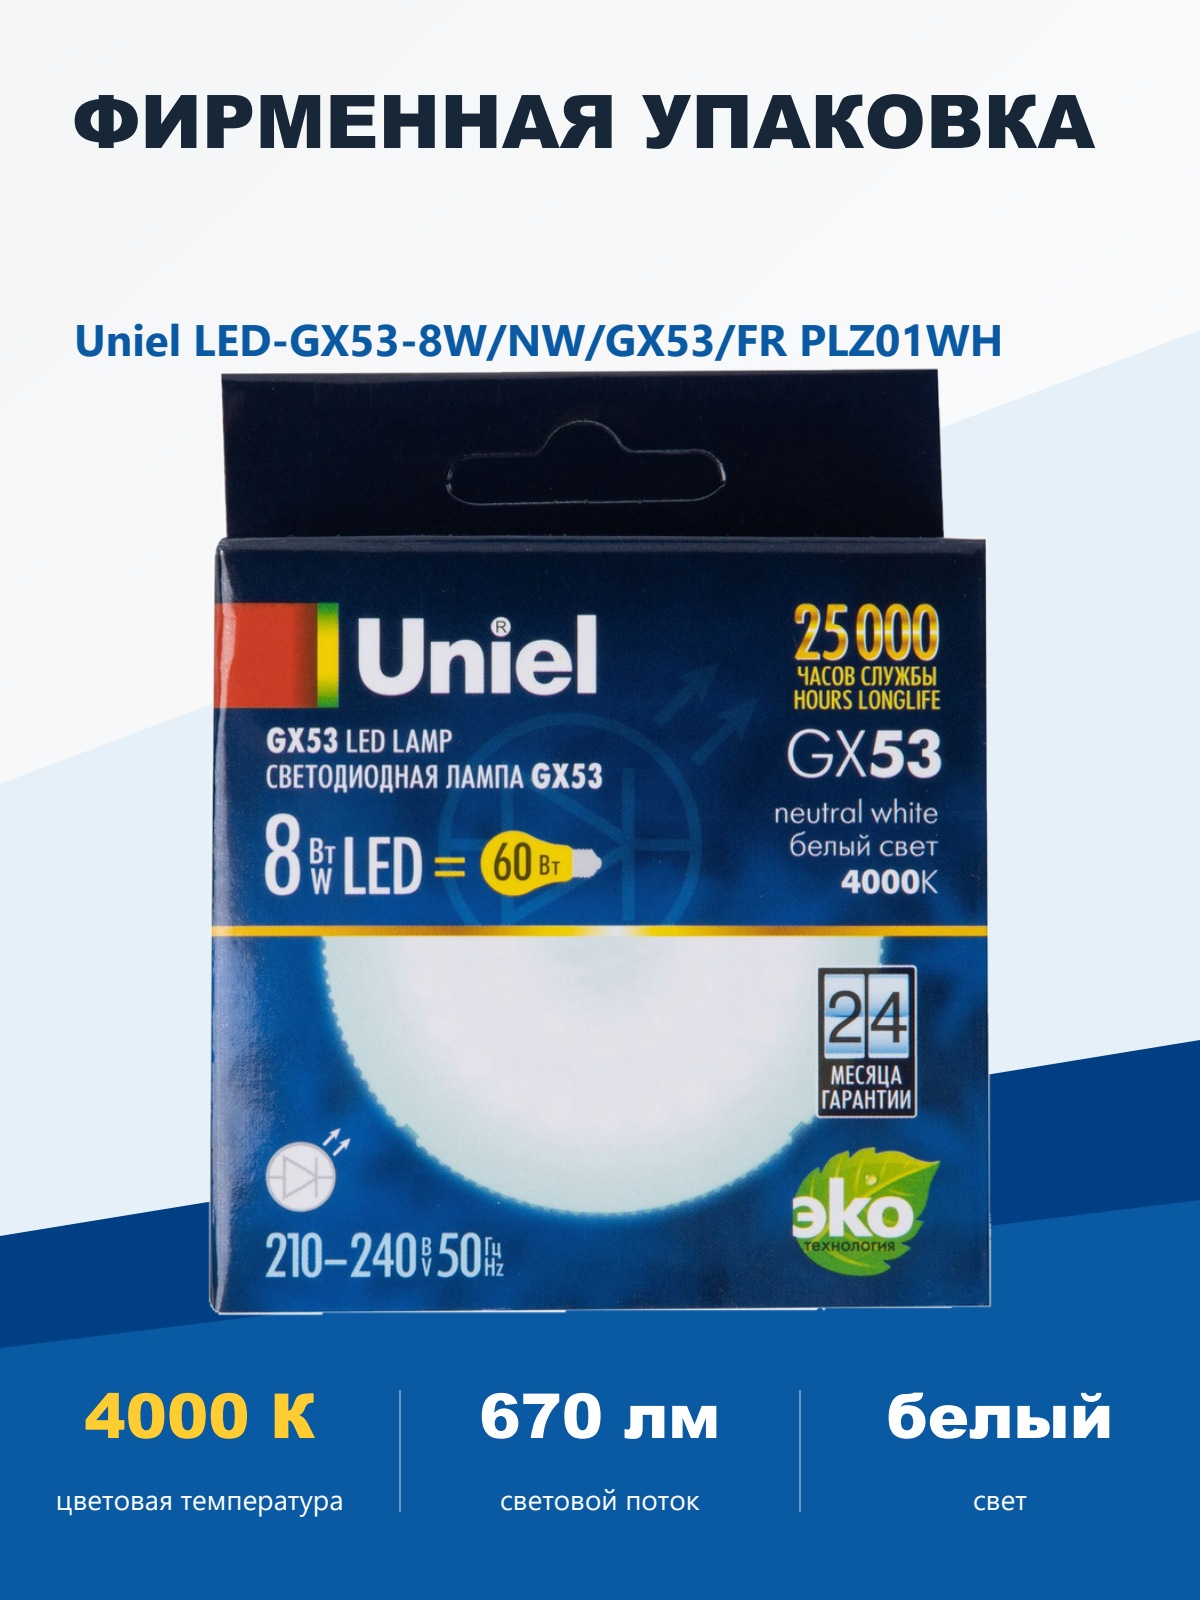 ФИРМЕННАЯ УПАКОВКА
Uniel LED-GX53-8W/NW/GX53/FR PLZ01WH
Uniel®
25 000
ЧАСОВ СЛУЖБЫ
HOURS LONGLIFE
GX53 LED LAMP
СВЕТОДИОДНАЯ ЛАМПА GX53
8 Вт W LED = 60 Вт
GX53
neutral white
белый свет
4000K
24
МЕСЯЦА
ГАРАНТИИ
эко
технология
210–240 В V 50 Гц Hz
4000 К
цветовая температура
670 лм
световой поток
белый
свет